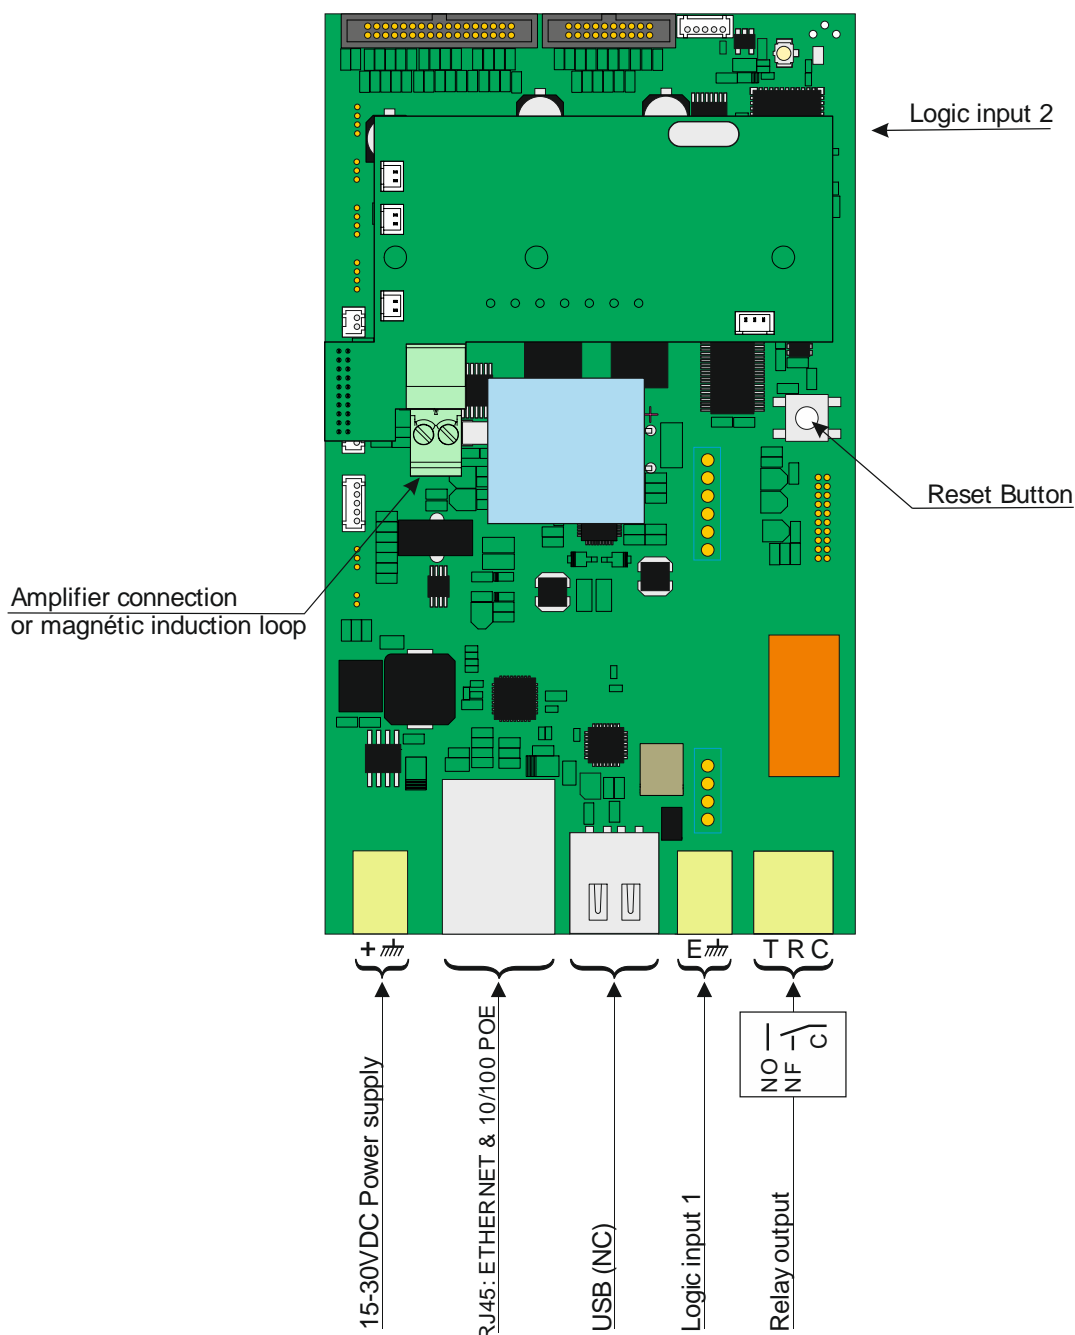 Logic input 2
Reset Button
Amplifier connection
or magnétic induction loop
+
E
T R C
NO
NF
C
15-30VDC Power supply
RJ45: ETHERNET & 10/100 POE
USB (NC)
Logic input 1
Relay output